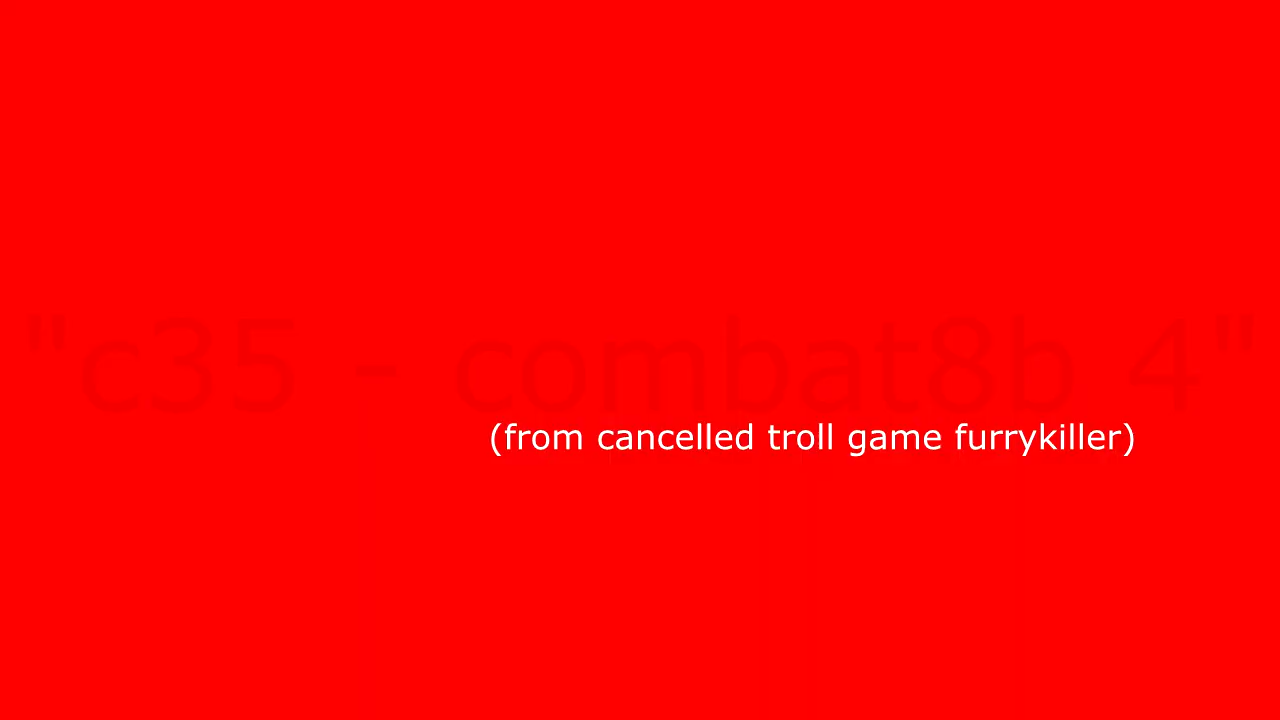 "c35 - combat8b 4"
(from cancelled troll game furrykiller)